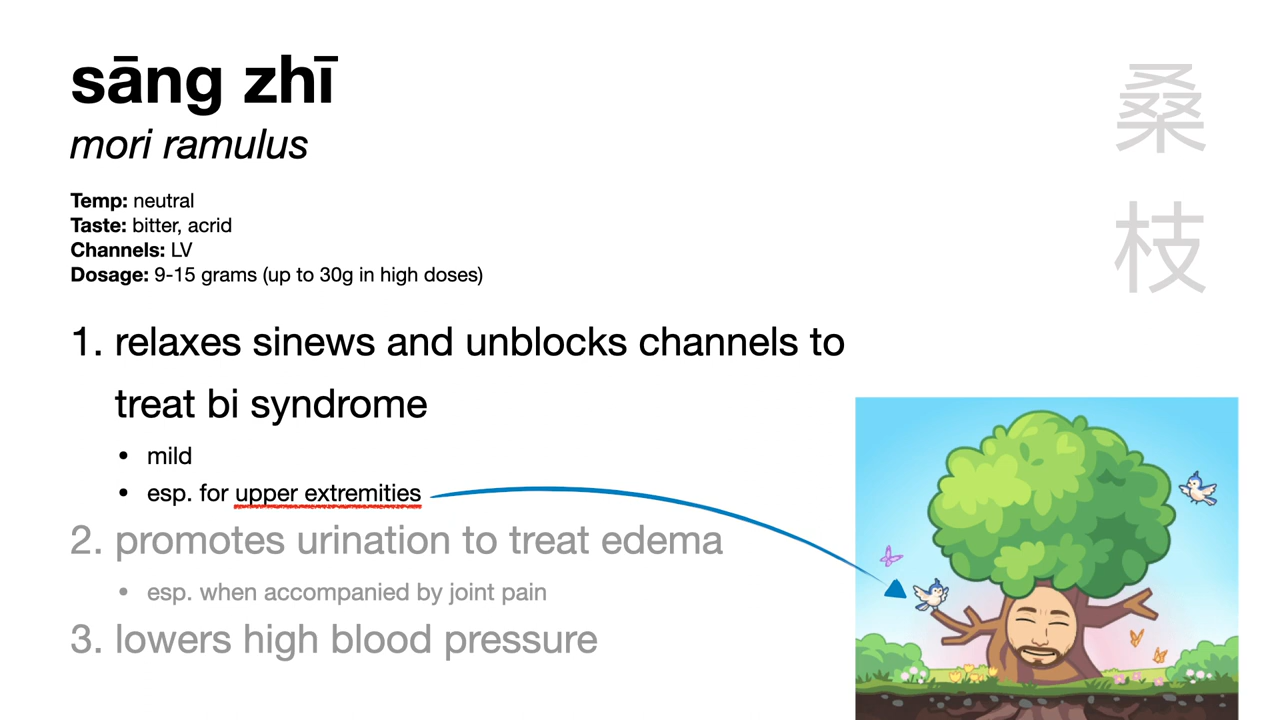 sāng zhī
mori ramulus
桑
枝
Temp: neutral
Taste: bitter, acrid
Channels: LV
Dosage: 9-15 grams (up to 30g in high doses)
1. relaxes sinews and unblocks channels to
treat bi syndrome
• mild
• esp. for upper extremities
2. promotes urination to treat edema
• esp. when accompanied by joint pain
3. lowers high blood pressure